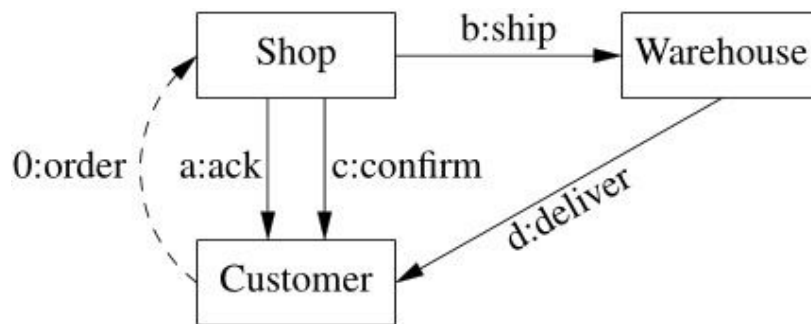 Shop
b:ship
Warehouse
0:order
a:ack
c:confirm
d:deliver
Customer